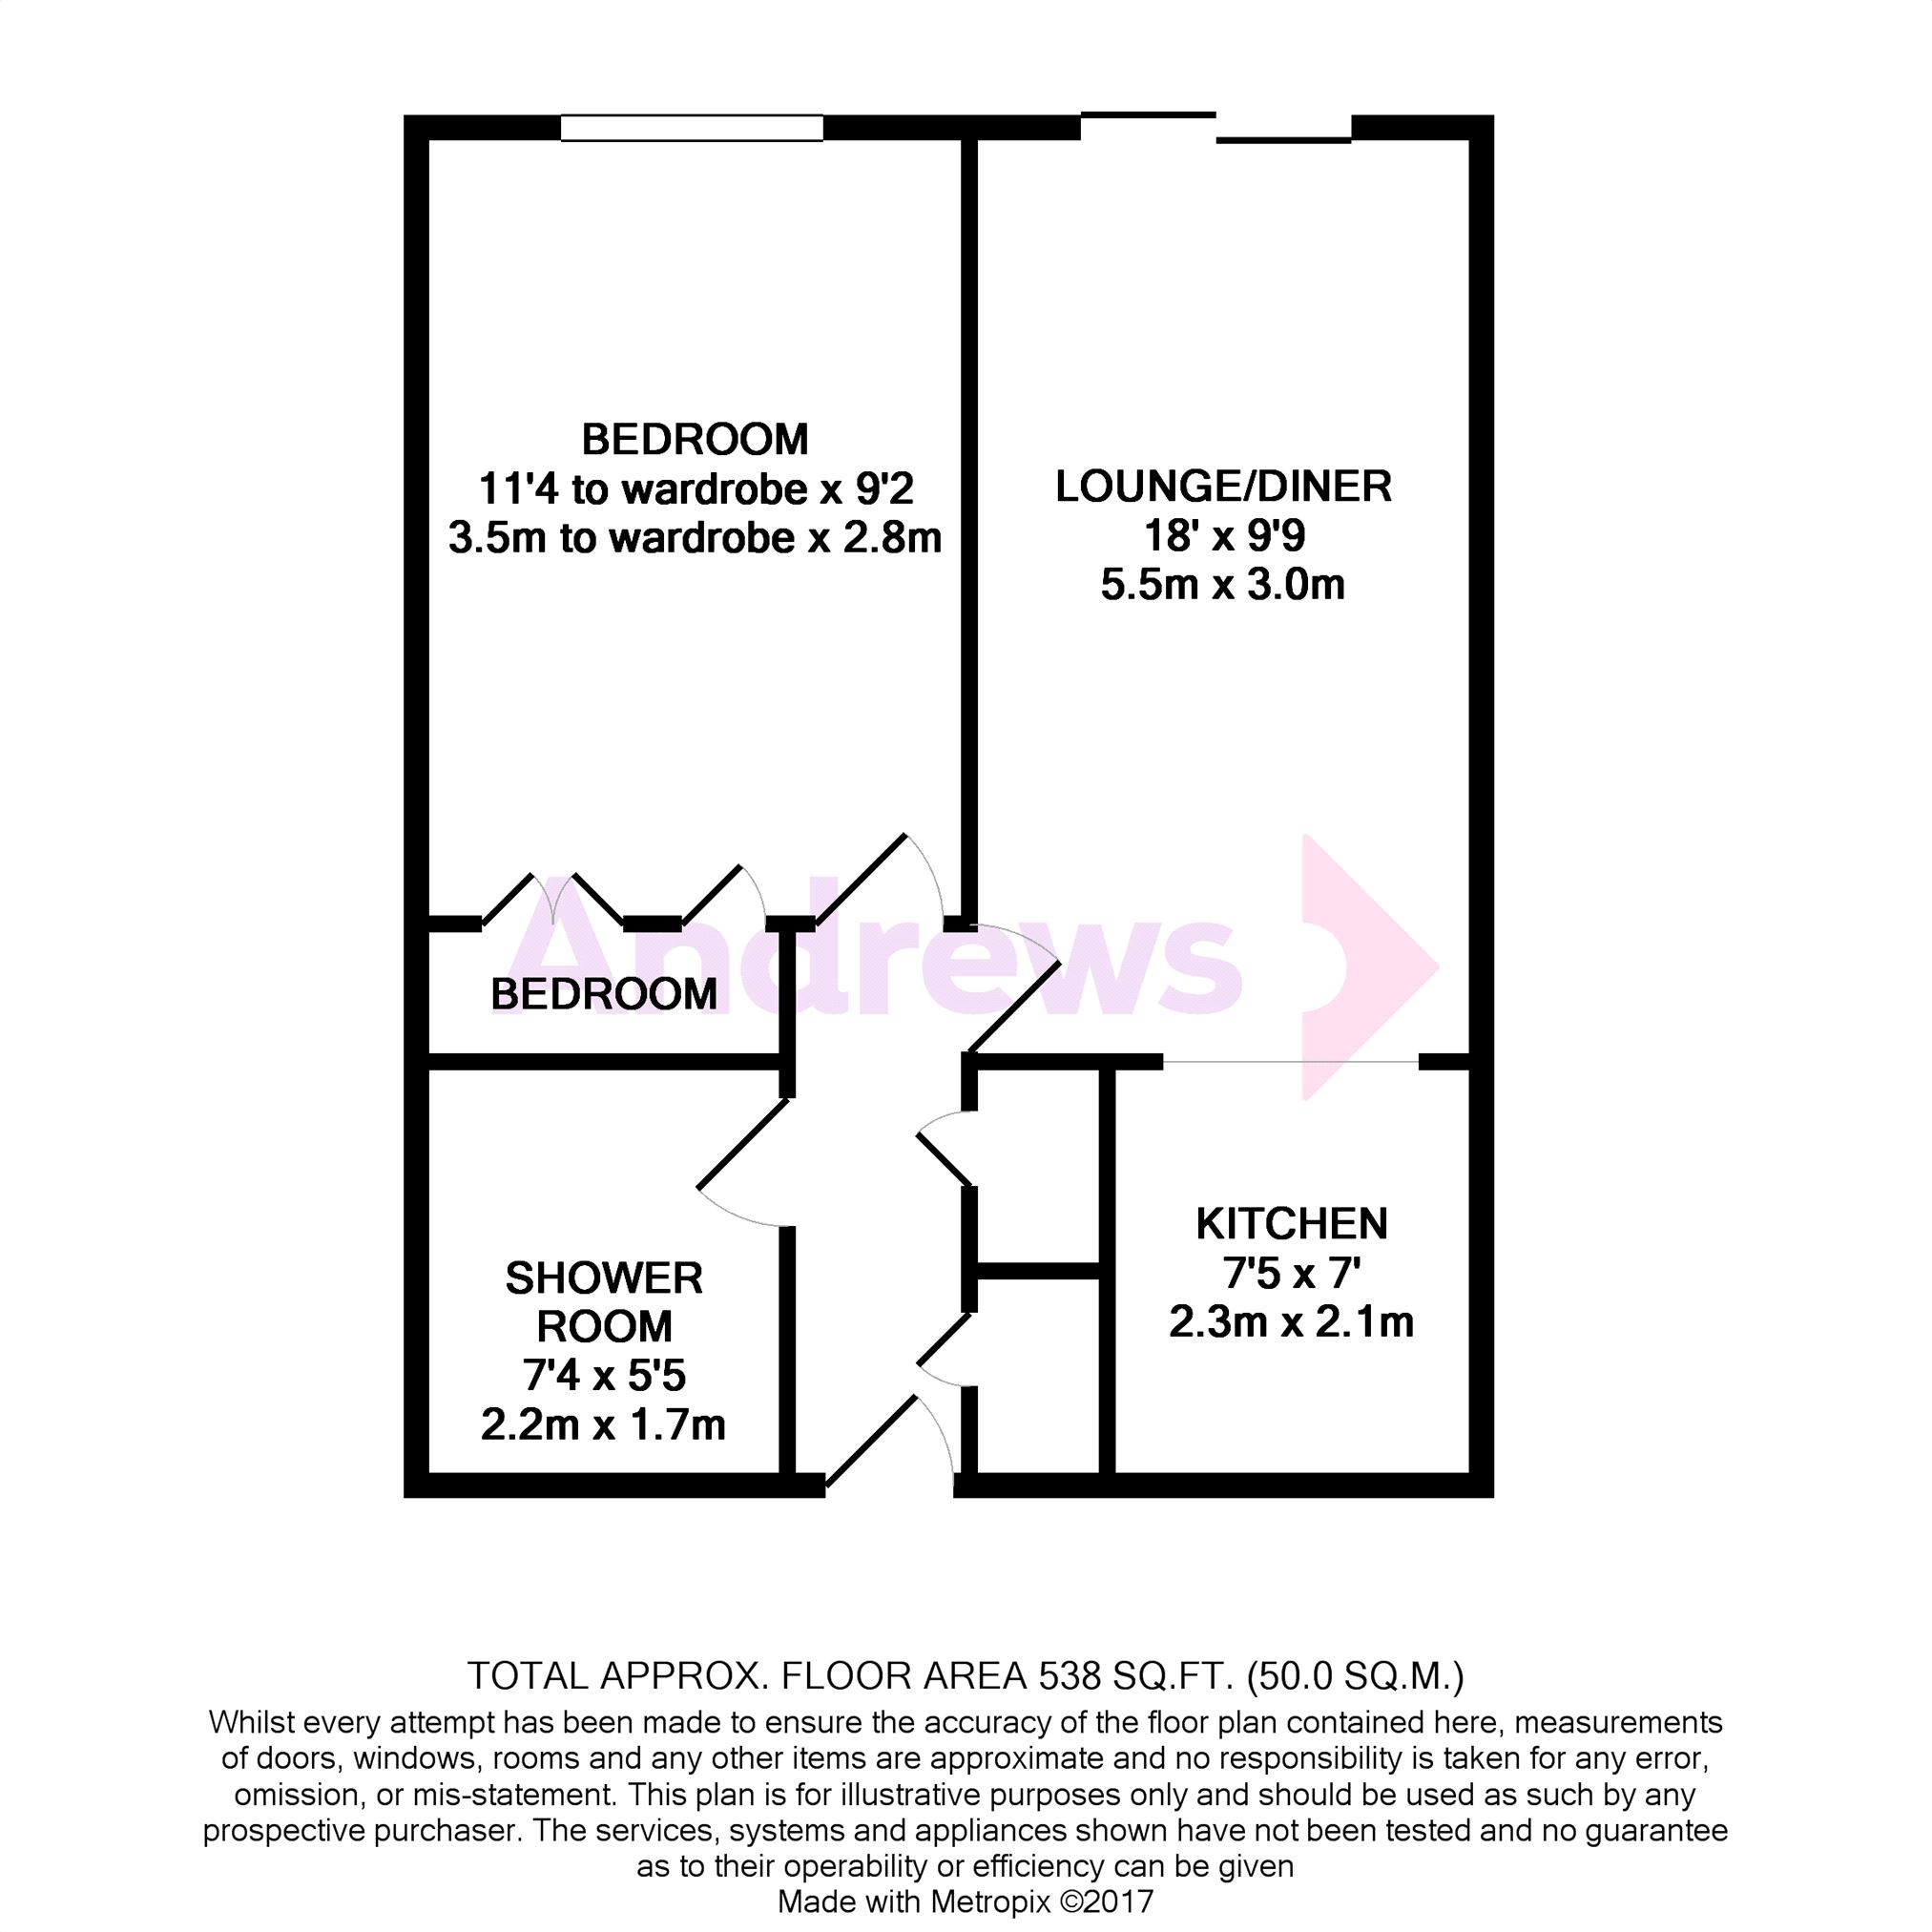 BEDROOM
11'4 to wardrobe x 9'2
3.5m to wardrobe x 2.8m
LOUNGE/DINER
18' x 9'9
5.5m x 3.0m
Andrews
BEDROOM
SHOWER
ROOM
7'4 x 5'5
2.2m x 1.7m
KITCHEN
7'5 x 7'
2.3m x 2.1m
TOTAL APPROX. FLOOR AREA 538 SQ.FT. (50.0 SQ.M.)
Whilst every attempt has been made to ensure the accuracy of the floor plan contained here, measurements
of doors, windows, rooms and any other items are approximate and no responsibility is taken for any error,
omission, or mis-statement. This plan is for illustrative purposes only and should be used as such by any
prospective purchaser. The services, systems and appliances shown have not been tested and no guarantee
as to their operability or efficiency can be given
Made with Metropix ©2017